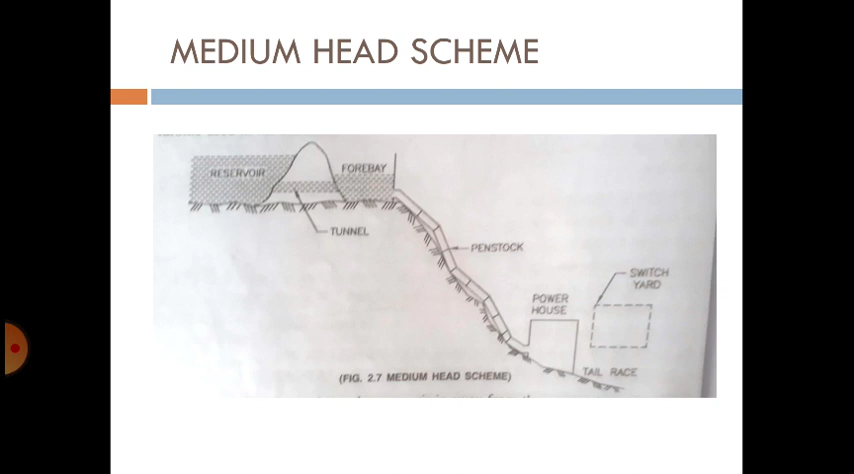 MEDIUM HEAD SCHEME
RESERVOIR
FOREBAY
TUNNEL
PENSTOCK
SWITCH
YARD
POWER
HOUSE
TAIL RACE
(FIG. 2.7 MEDIUM HEAD SCHEME)